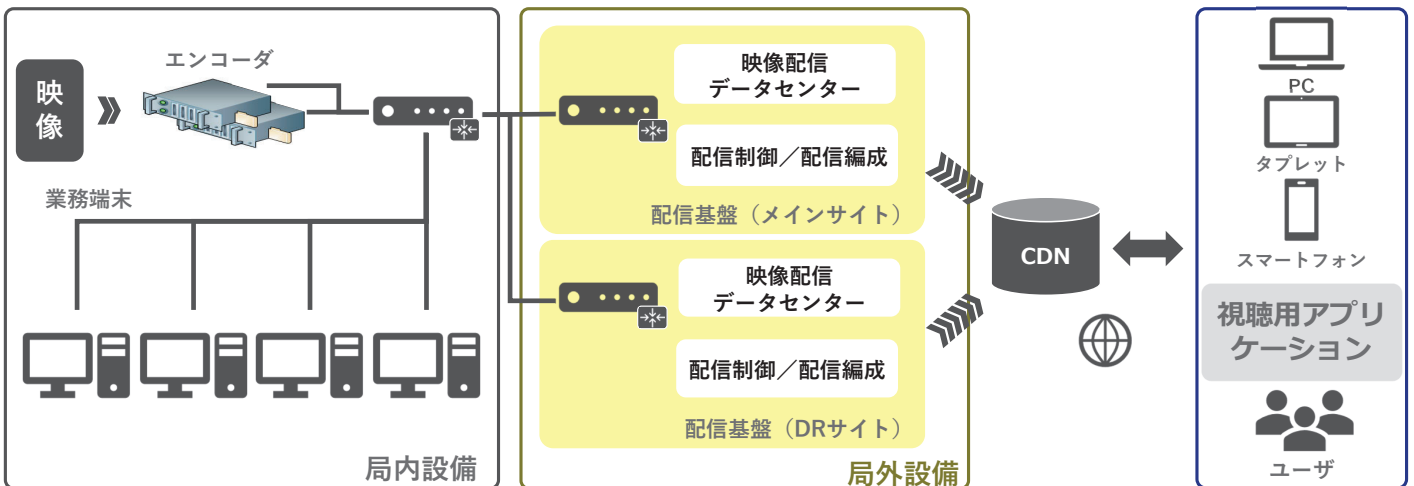 映
像
エンコーダ
業務端末
局内設備
映像配信
データセンター
配信制御／配信編成
配信基盤（メインサイト）
映像配信
データセンター
配信制御／配信編成
配信基盤（DRサイト）
局外設備
CDN
PC
タブレット
スマートフォン
視聴用アプリ
ケーション
ユーザ